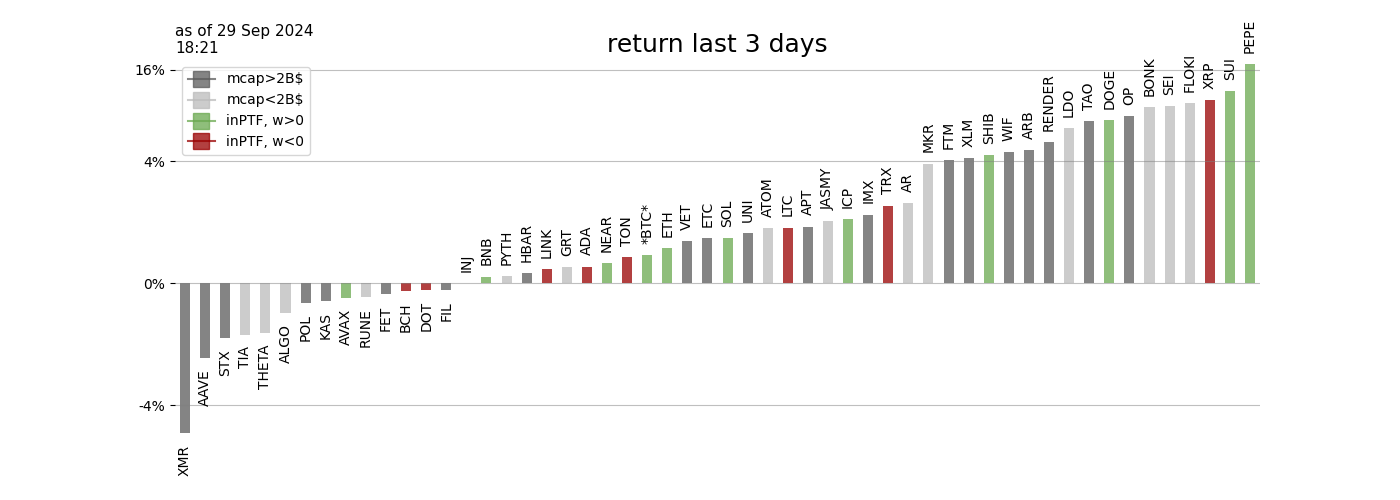 as of 29 Sep 2024
18:21
return last 3 days
16%
4%
0%
-4%
mcap>2B$
mcap<2B$
inPTF, w>0
inPTF, w<0
XMR
AAVE
STX
TIA
THETA
ALGO
POL
KAS
AVAX
RUNE
FET
BCH
DOT
FIL
INJ
BNB
PYTH
HBAR
LINK
GRT
ADA
NEAR
TON
*BTC*
ETH
VET
ETC
SOL
UNI
ATOM
LTC
APT
JASMY
ICP
IMX
TRX
AR
MKR
FTM
XLM
SHIB
WIF
ARB
RENDER
LDO
TAO
DOGE
OP
BONK
SEI
FLOKI
XRP
SUI
PEPE